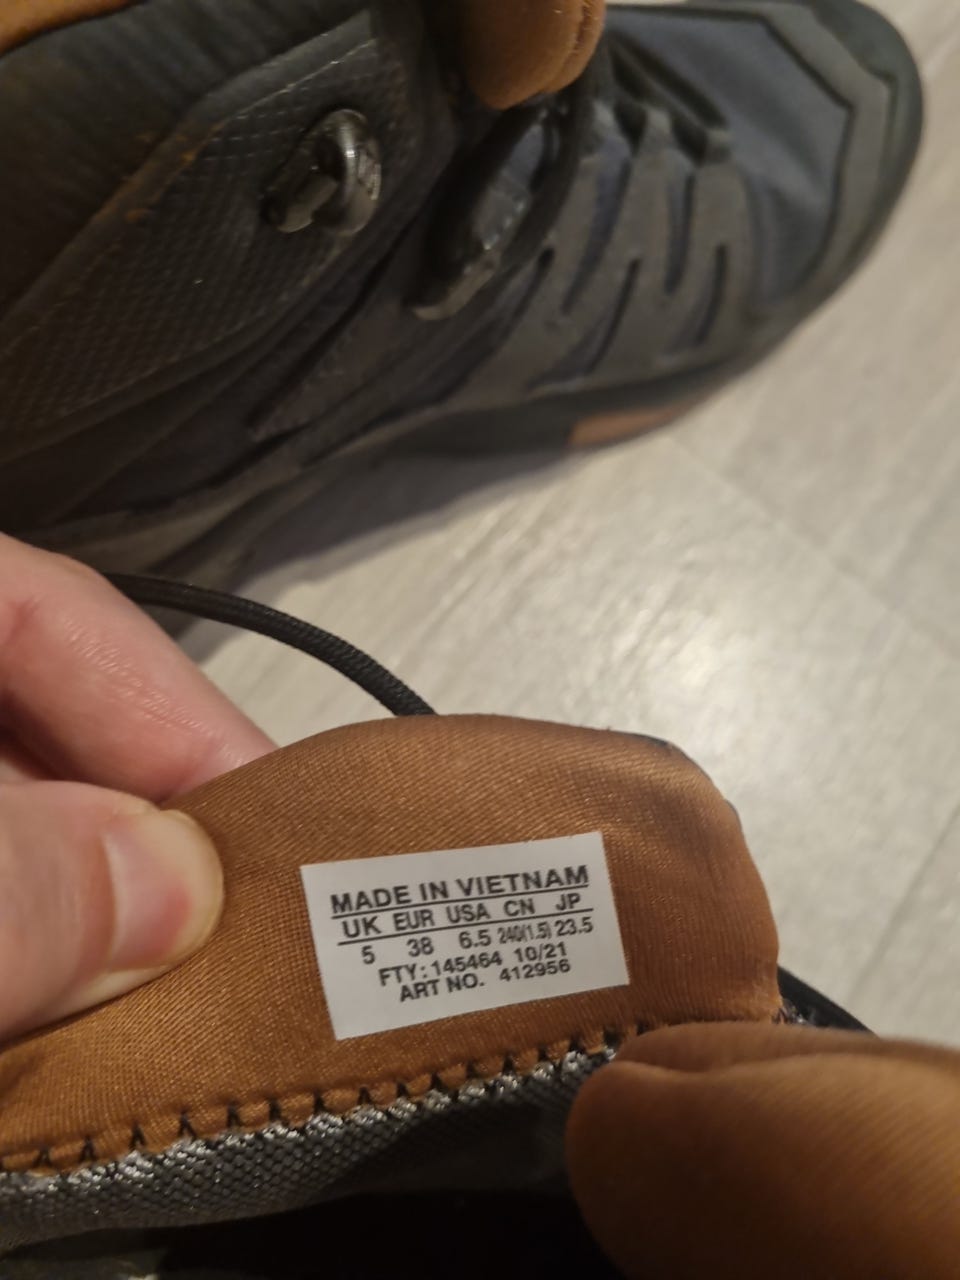 MADE IN VIETNAM
UK EUR USA CN JP
5 38 6.5 240(1.5) 23.5
FTY: 145464 10/21
ART NO. 412956